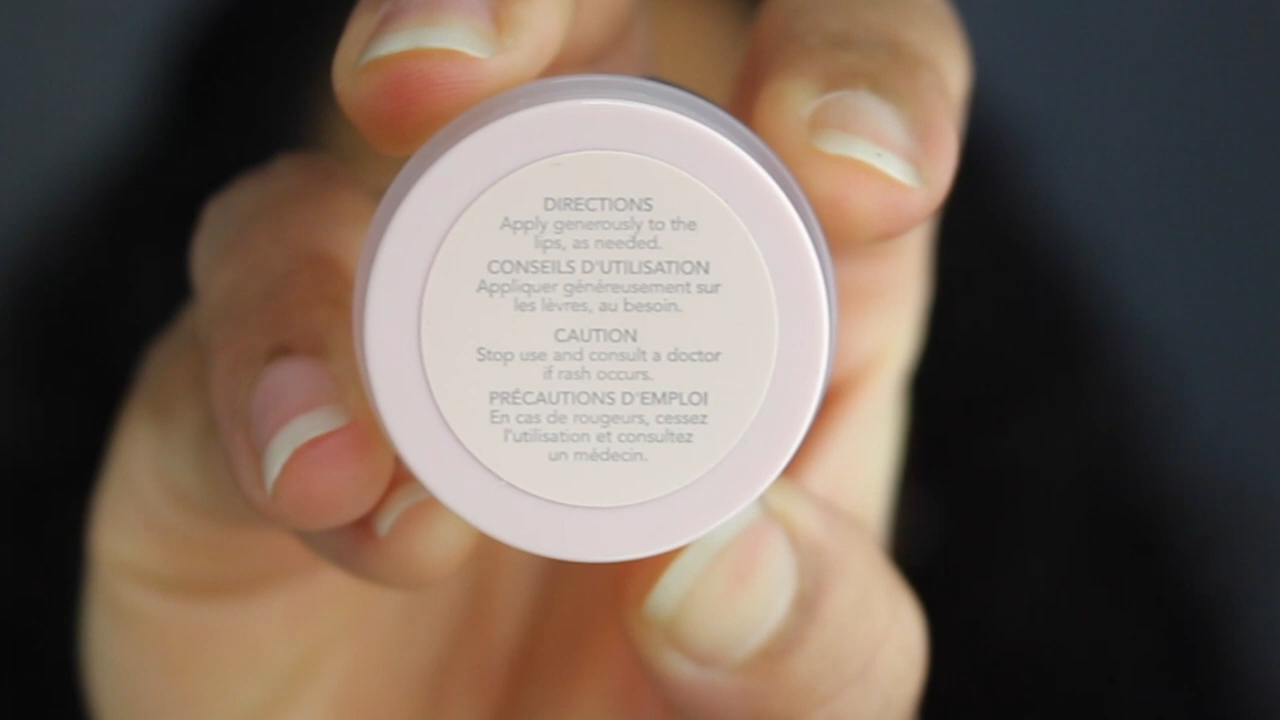 DIRECTIONS
Apply generously to the
lips, as needed.
CONSEILS D'UTILISATION
Appliquer généreusement sur
les lèvres, au besoin.
CAUTION
Stop use and consult a doctor
if rash occurs.
PRÉCAUTIONS D'EMPLOI
En cas de rougeurs, cessez
l'utilisation et consultez
un médecin.